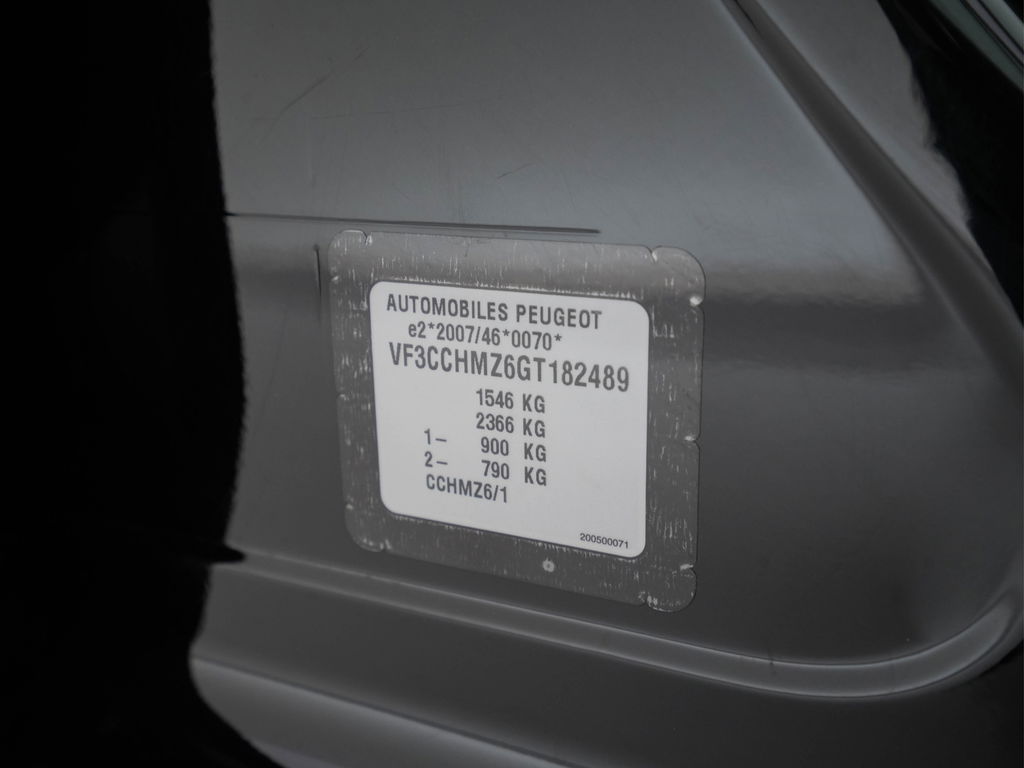 AUTOMOBILES PEUGEOT
e2*2007/46*0070*
VF3CCHMZ6GT182489
1546 KG
2366 KG
1– 900 KG
2– 790 KG
CCHMZ6/1
200500071